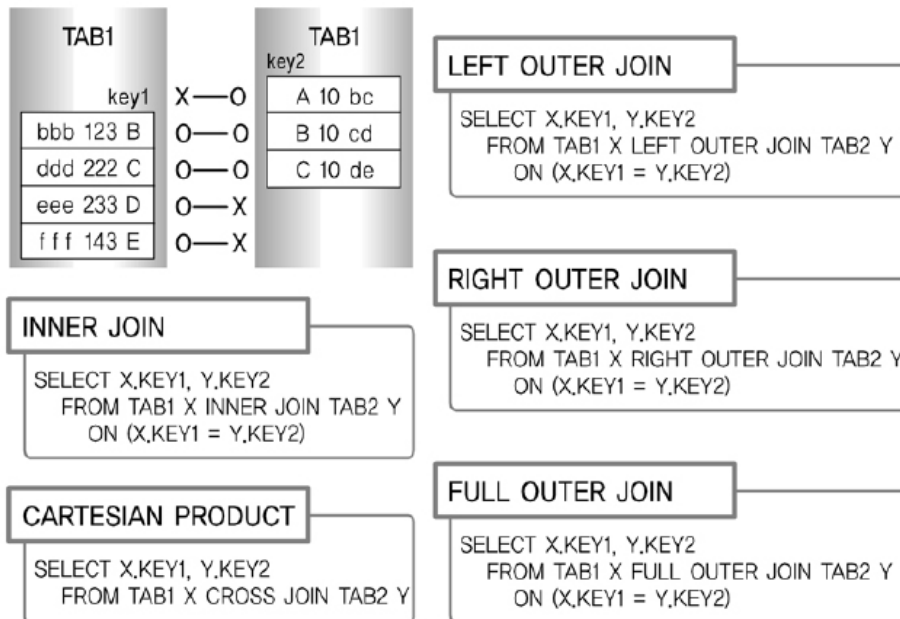 TAB1
TAB1
key1
key2
X—O
O—O
O—O
O—X
O—X
bbb 123 B
ddd 222 C
eee 233 D
fff 143 E
A 10 bc
B 10 cd
C 10 de
INNER JOIN
SELECT X.KEY1, Y.KEY2
FROM TAB1 X INNER JOIN TAB2 Y
ON (X.KEY1 = Y.KEY2)
CARTESIAN PRODUCT
SELECT X.KEY1, Y.KEY2
FROM TAB1 X CROSS JOIN TAB2 Y
LEFT OUTER JOIN
SELECT X.KEY1, Y.KEY2
FROM TAB1 X LEFT OUTER JOIN TAB2 Y
ON (X.KEY1 = Y.KEY2)
RIGHT OUTER JOIN
SELECT X.KEY1, Y.KEY2
FROM TAB1 X RIGHT OUTER JOIN TAB2 Y
ON (X.KEY1 = Y.KEY2)
FULL OUTER JOIN
SELECT X.KEY1, Y.KEY2
FROM TAB1 X FULL OUTER JOIN TAB2 Y
ON (X.KEY1 = Y.KEY2)